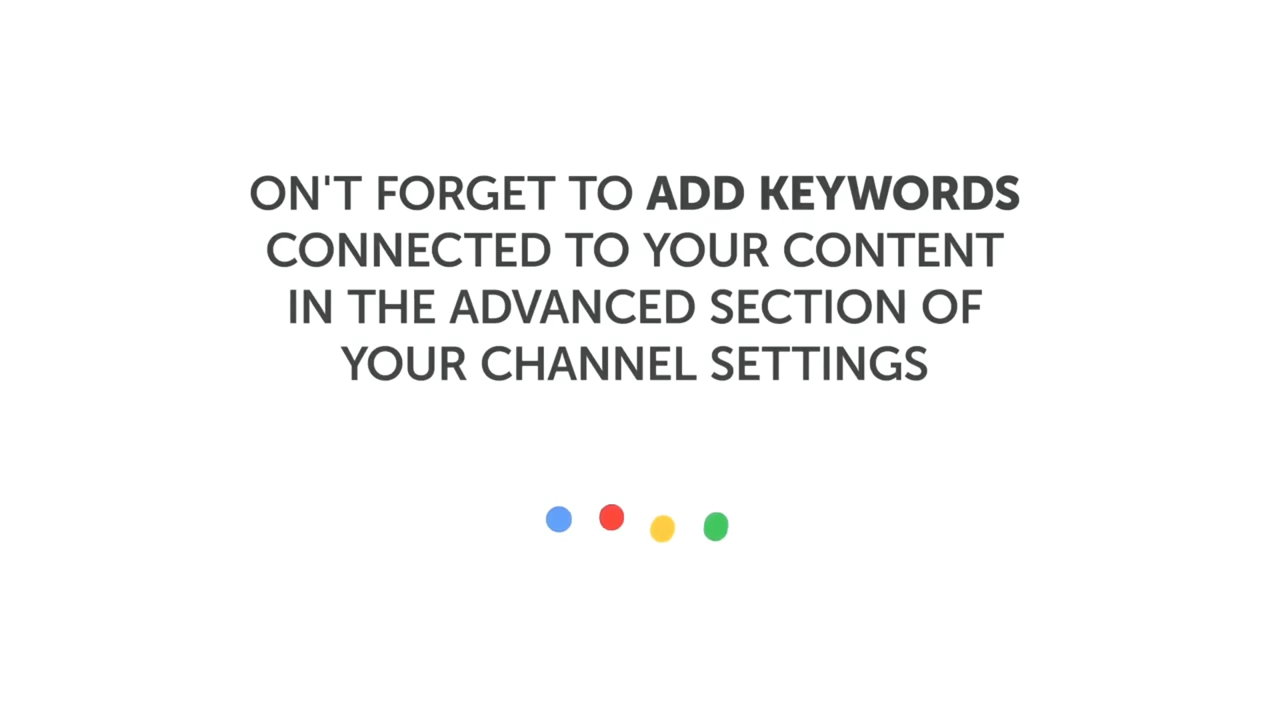 ON'T FORGET TO ADD KEYWORDS
CONNECTED TO YOUR CONTENT
IN THE ADVANCED SECTION OF
YOUR CHANNEL SETTINGS